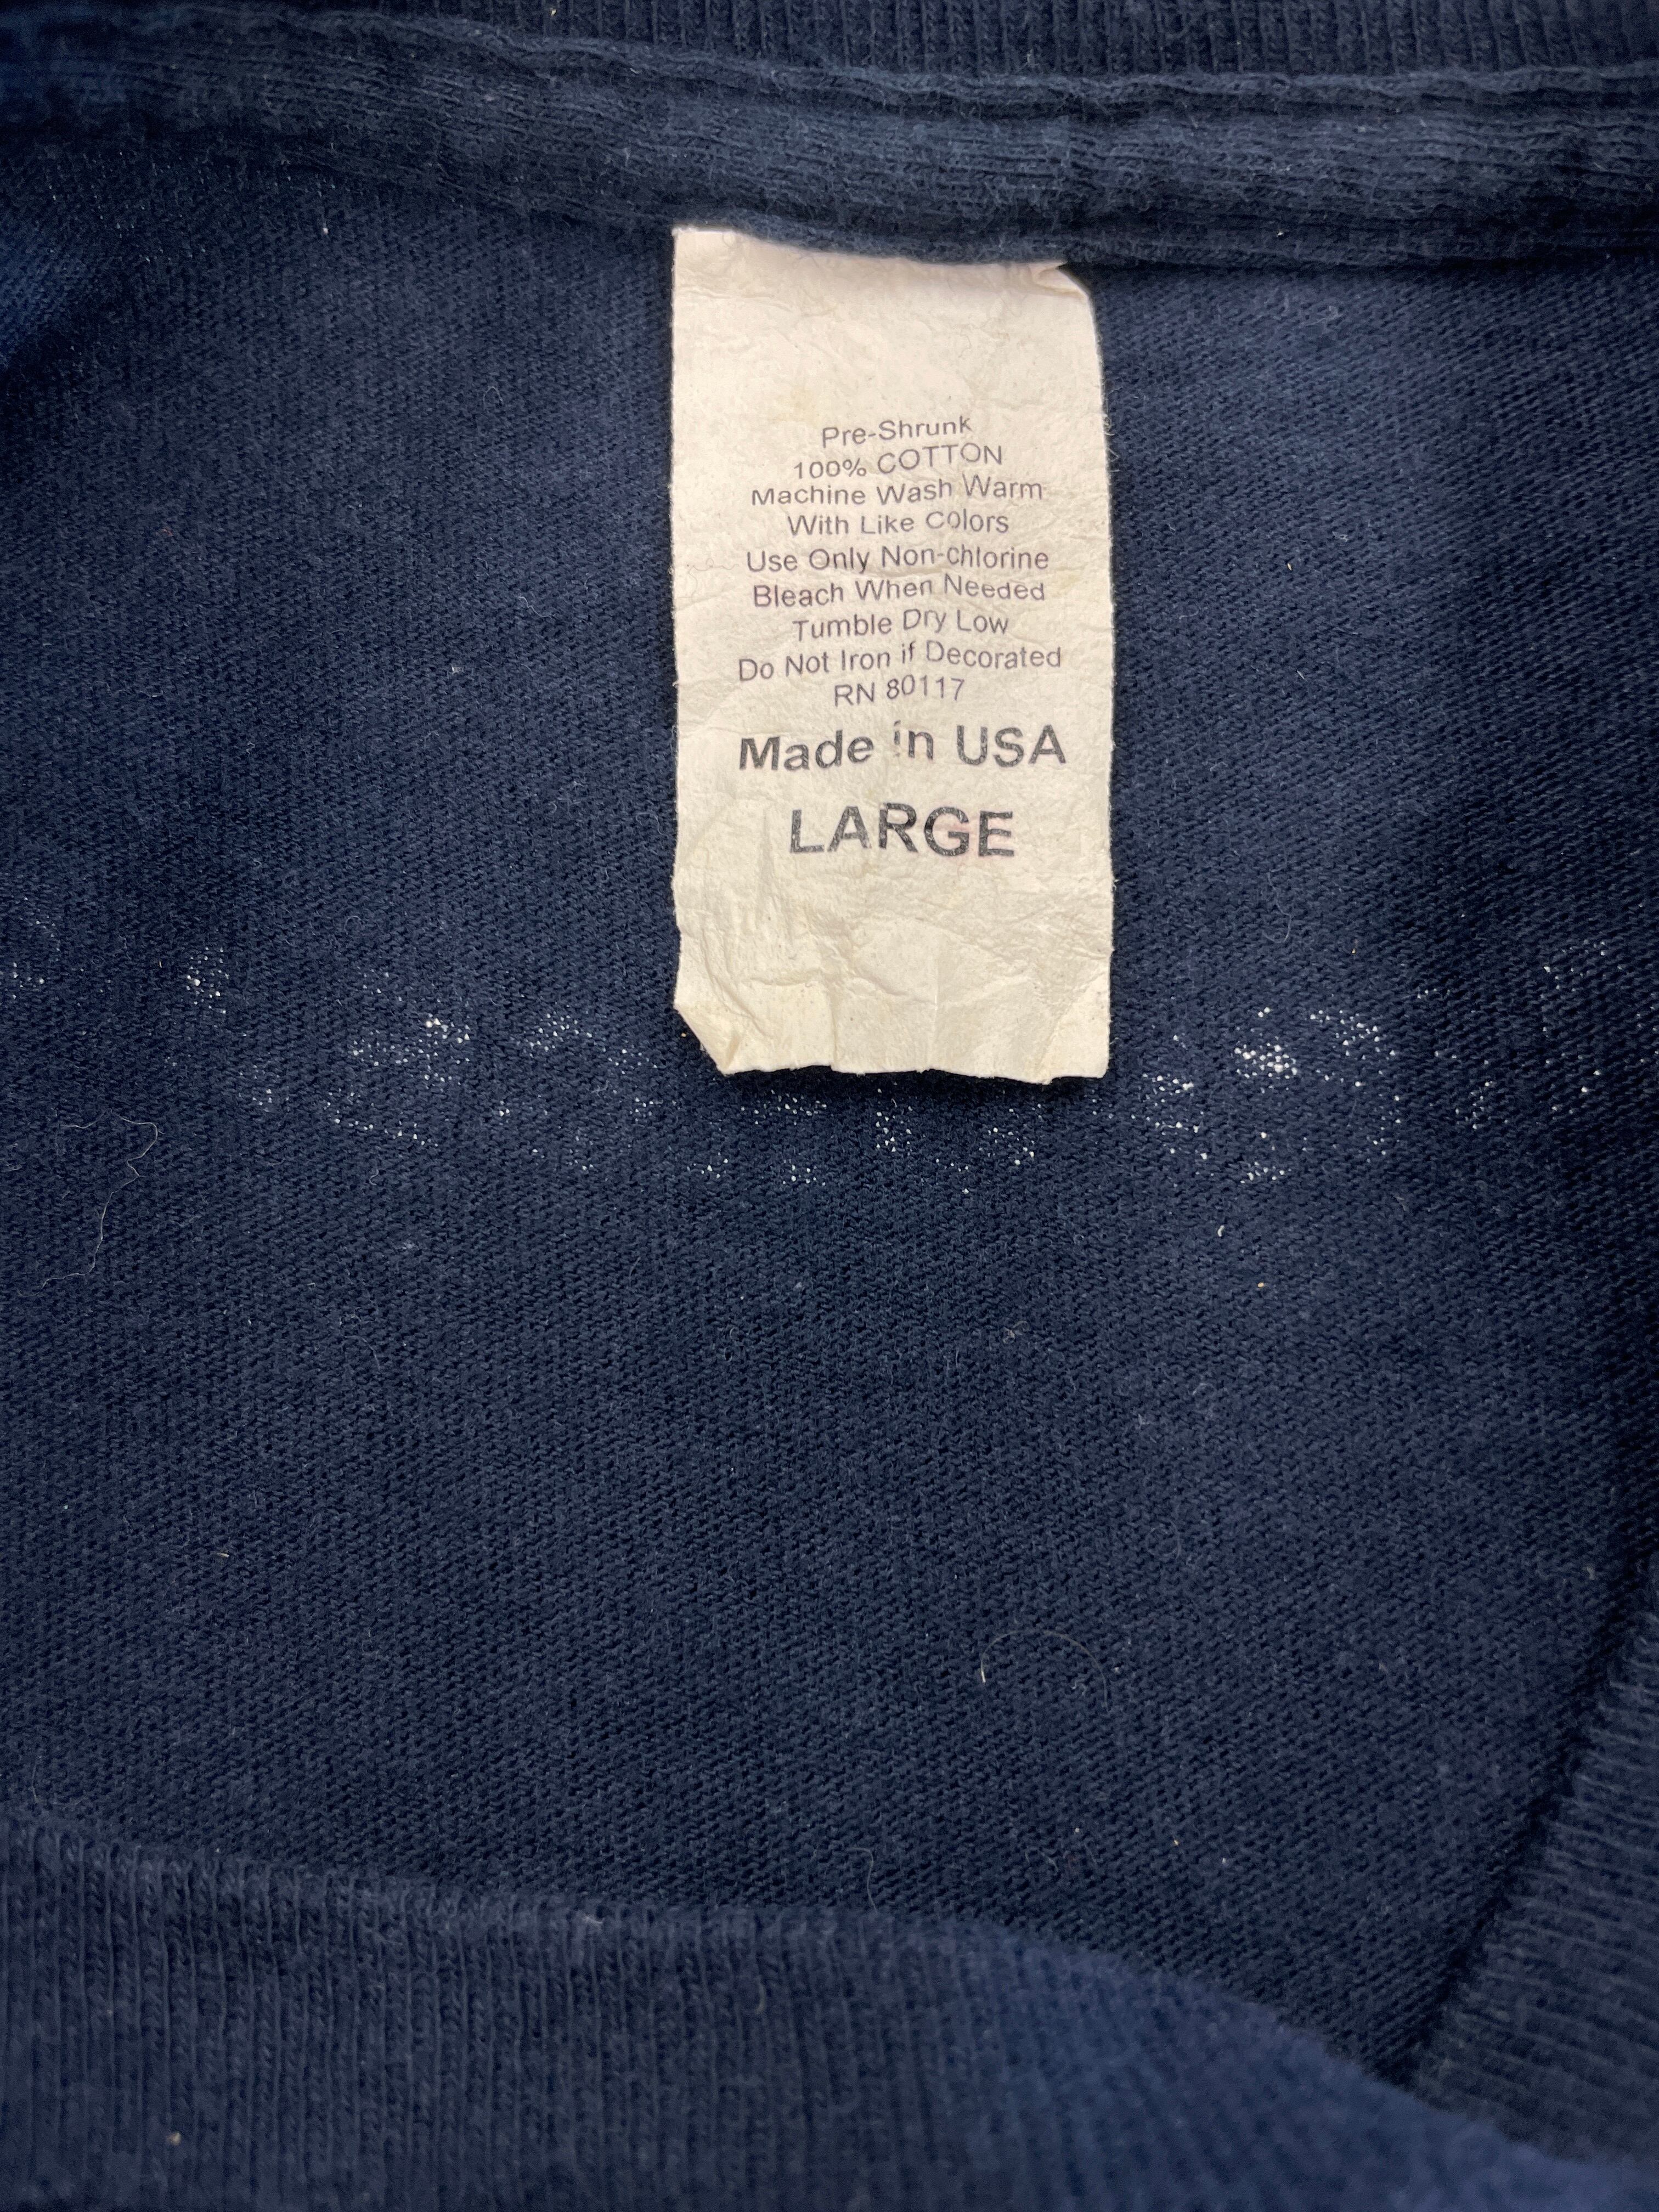 Pre-Shrunk
100% COTTON
Machine Wash Warm
With Like Colors
Use Only Non-chlorine
Bleach When Needed
Tumble Dry Low
Do Not Iron if Decorated
RN 80117
Made in USA
LARGE